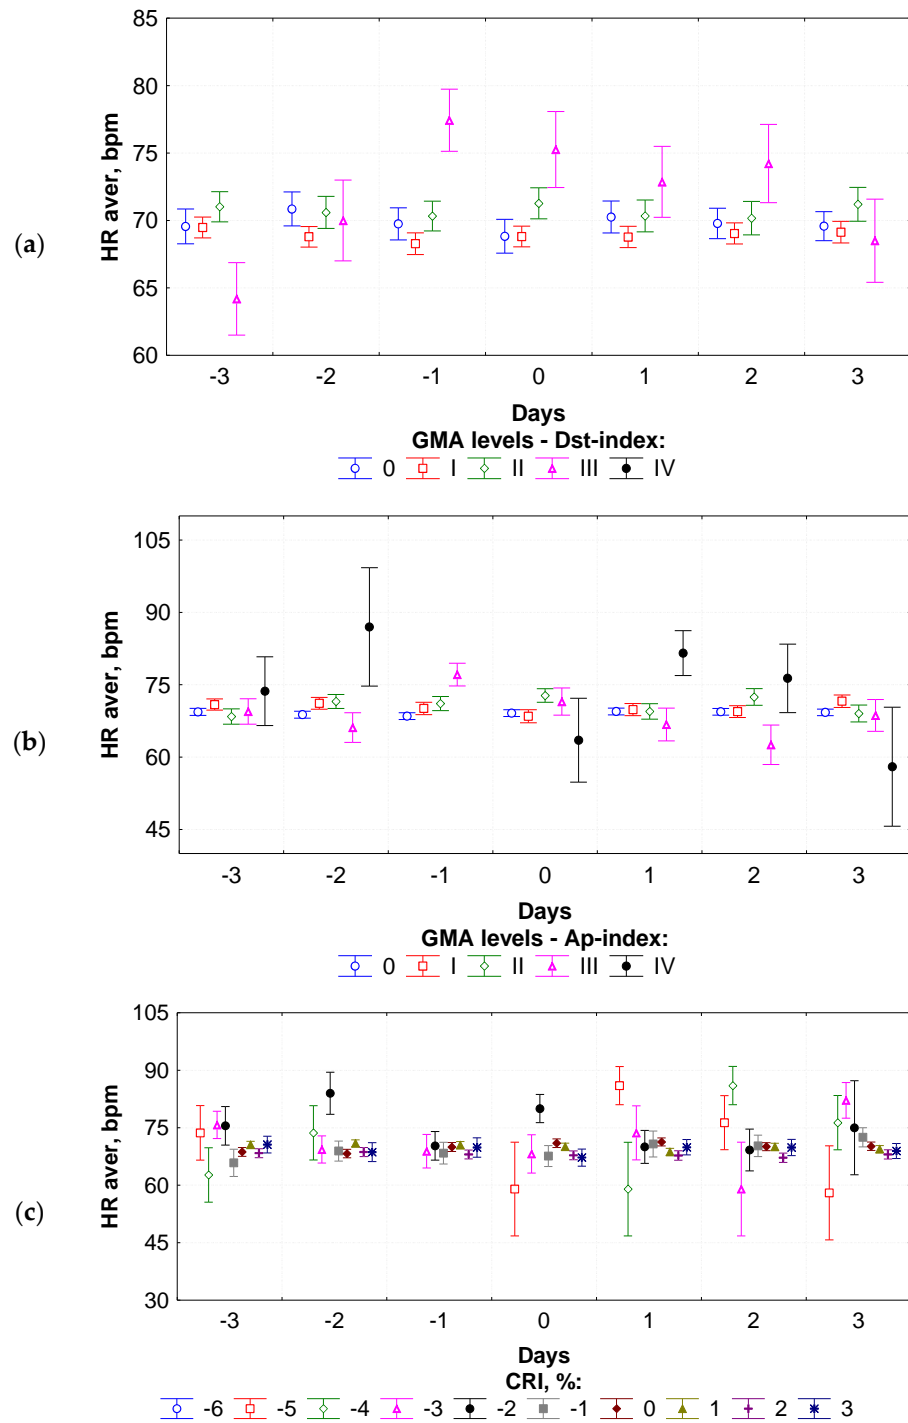 85
80
75
70
65
60
HR aver, bpm
(a)
-3 -2 -1 0 1 2 3
Days
GMA levels - Dst-index:
0 I II III IV
105
90
75
60
45
HR aver, bpm
(b)
-3 -2 -1 0 1 2 3
Days
GMA levels - Ap-index:
0 I II III IV
105
90
75
60
45
30
HR aver, bpm
(c)
-3 -2 -1 0 1 2 3
Days
CRI, %:
-6 -5 -4 -3 -2 -1 0 1 2 3